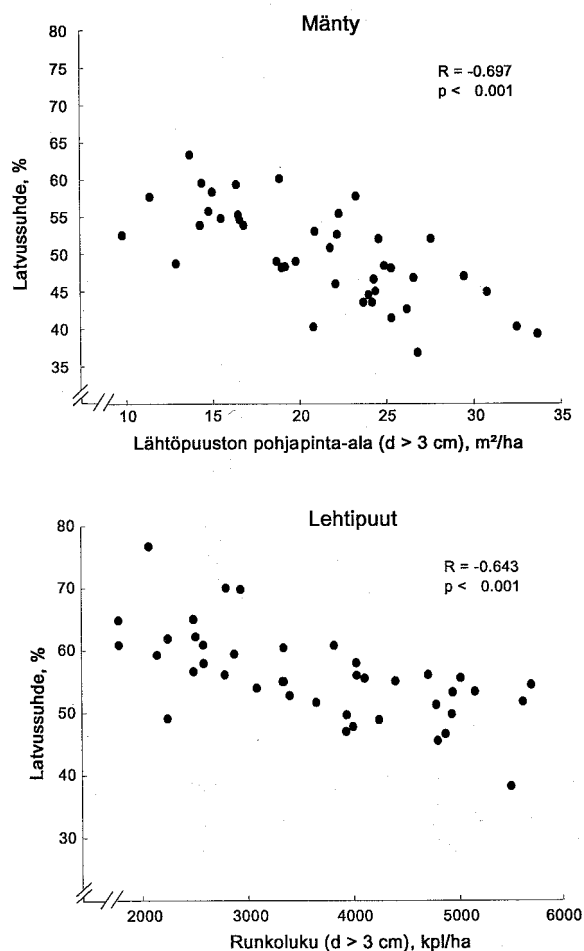 Mänty
R = -0.697
p < 0.001
80
75
70
65
60
55
50
45
40
35
Latvussuhde, %
10 15 20 25 30 35
Lähtöpuuston pohjapinta-ala (d > 3 cm), m²/ha
Lehtipuut
R = -0.643
p < 0.001
80
70
60
50
40
30
Latvussuhde, %
2000 3000 4000 5000 6000
Runkoluku (d > 3 cm), kpl/ha